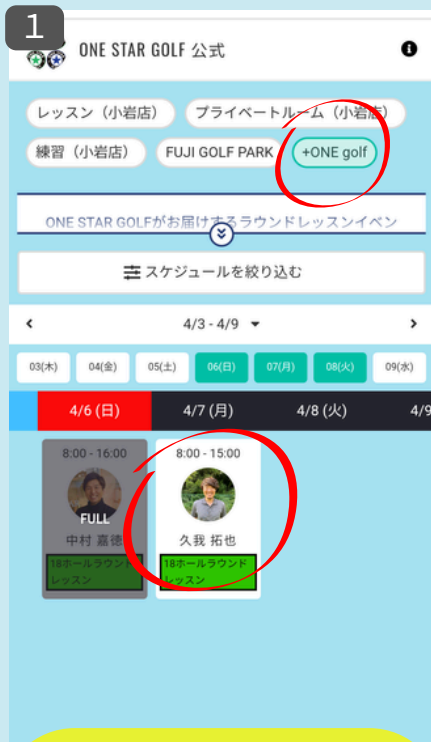 1
ONE STAR GOLF 公式
レッスン（小岩店）
プライベートルーム（小岩店）
練習（小岩店）
FUJI GOLF PARK
+ONE golf
ONE STAR GOLFがお届けするラウンドレッスンイベン
スケジュールを絞り込む
4/3 - 4/9
03(木) 04(金) 05(土) 06(日) 07(月) 08(火) 09(水)
4/6 (日) 4/7 (月) 4/8 (火) 4/9
8:00 - 16:00
FULL
中村 嘉徳
18ホールラウンド
レッスン
8:00 - 15:00
久我 拓也
18ホールラウンド
レッスン